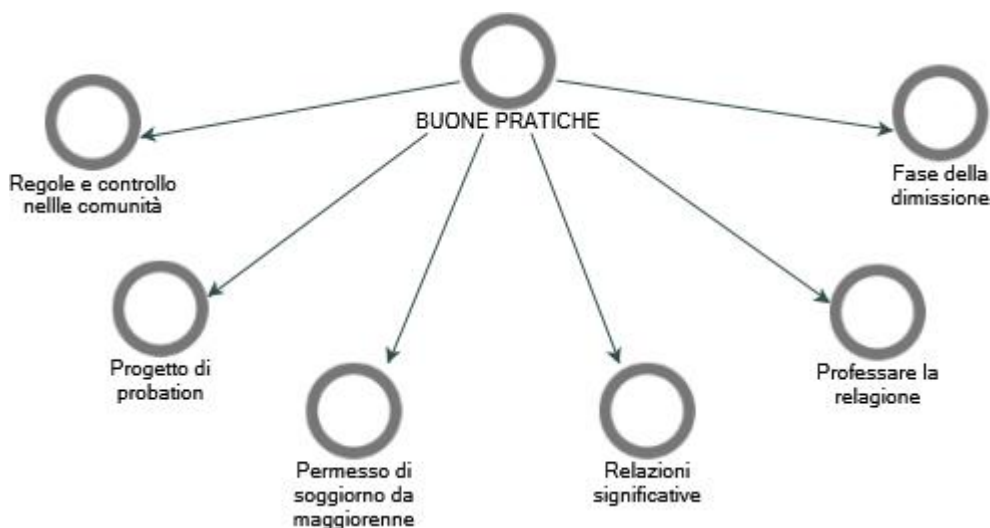 BUONE PRATICHE
Regole e controllo
nellle comunità
Fase della
dimissione
Progetto di
probation
Professare la
relagione
Permesso di
soggiorno da
maggiorenne
Relazioni
significative